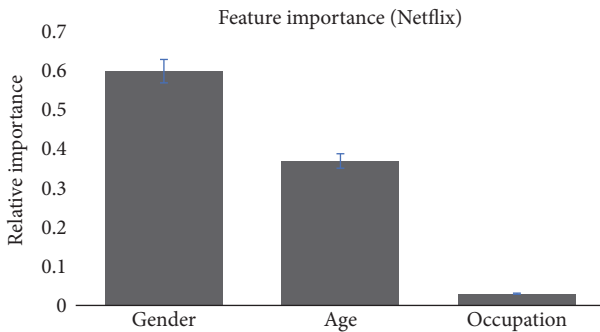 Feature importance (Netflix)
0.7
0.6
0.5
0.4
0.3
0.2
0.1
0
Relative importance
Gender Age Occupation